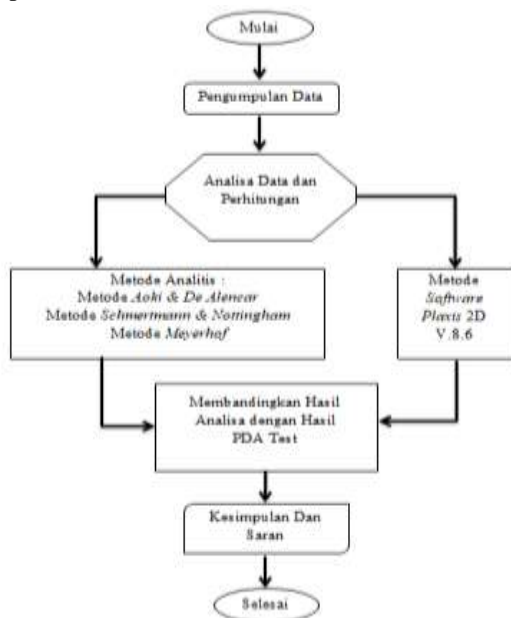 Mulai
Pengumpulan Data
Analisa Data dan
Perhitungan
Metode Analitis :
Metode Aoki & De Alencar
Metode Schmertmann & Nottingham
Metode Meyerhof
Metode
Software
Plaxis 2D
V.8.6
Membandingkan Hasil
Analisa dengan Hasil
PDA Test
Kesimpulan Dan
Saran
Selesai